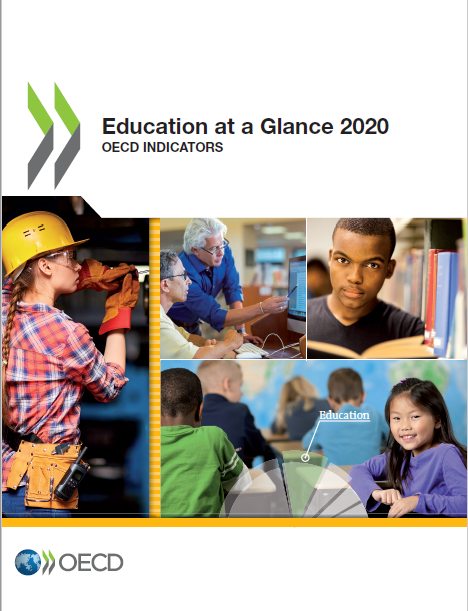 Education at a Glance 2020
OECD INDICATORS
Education
OECD